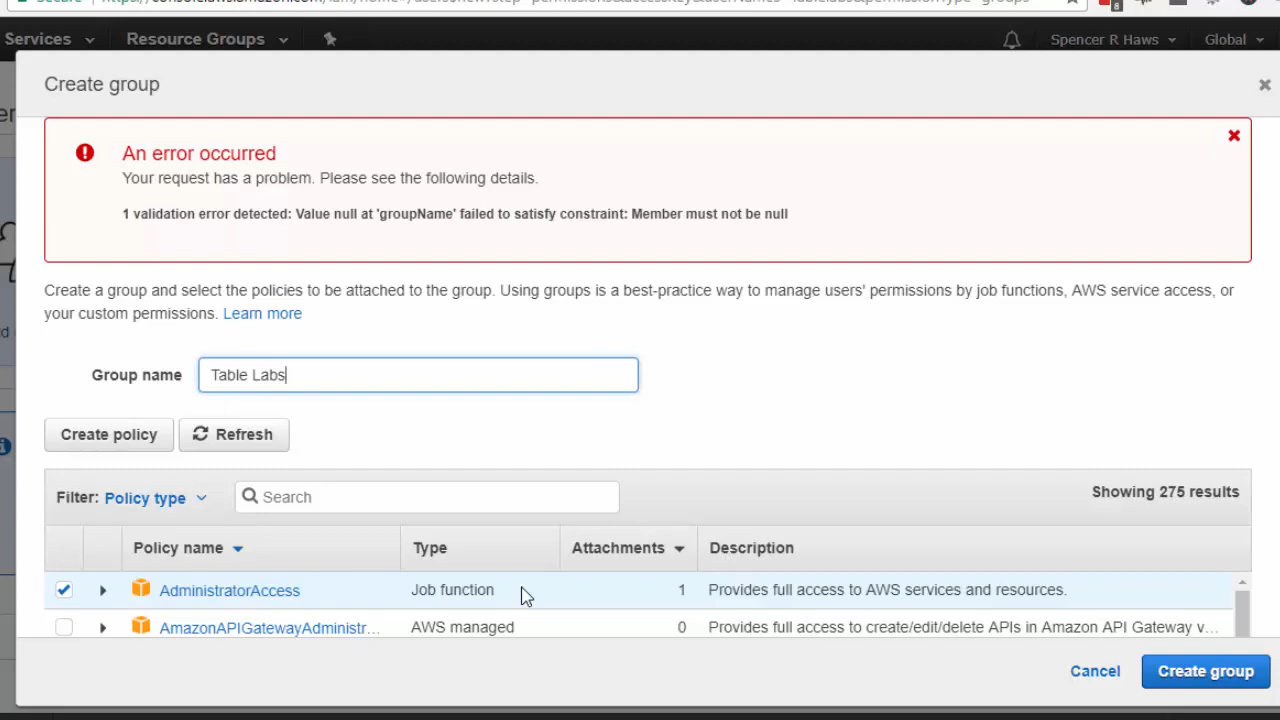 Services
Resource Groups
Spencer R Haws
Global
Create group
An error occurred
Your request has a problem. Please see the following details.
1 validation error detected: Value null at 'groupName' failed to satisfy constraint: Member must not be null
Create a group and select the policies to be attached to the group. Using groups is a best-practice way to manage users' permissions by job functions, AWS service access, or
your custom permissions. Learn more
Group name
Table Labs
Create policy
Refresh
Filter: Policy type
Search
Showing 275 results
Policy name
Type
Attachments
Description
AdministratorAccess
Job function
1
Provides full access to AWS services and resources.
AmazonAPIGatewayAdministr...
AWS managed
0
Provides full access to create/edit/delete APIs in Amazon API Gateway v...
Cancel
Create group